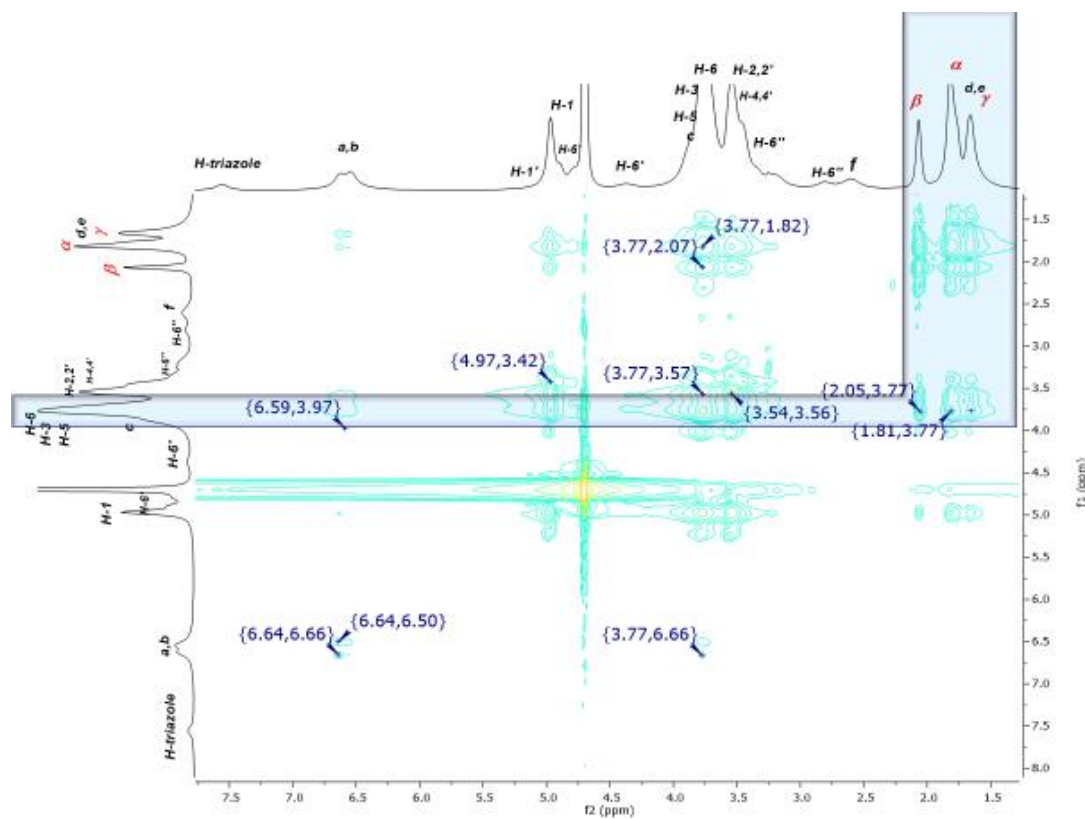 α
H-6
H-2,2'
H-3
H-4,4'
d,e
β
γ
H-1
H-5
c
H-6'
H-6''
a,b
H-triazole
H-1'
H-6'
H-6''
f
α
d,e
γ
β
f
H-6''
H-6''
H-2,2'
H-4,4'
H-6
H-3
H-5
c
H-6'
H-1
H-6'
a,b
H-triazole
{3.77,1.82}
{3.77,2.07}
{4.97,3.42}
{3.77,3.57}
{2.05,3.77}
{6.59,3.97}
{3.54,3.56}
{1.81,3.77}
{6.64,6.50}
{6.64,6.66}
{3.77,6.66}
1.5
2.0
2.5
3.0
3.5
4.0
4.5
5.0
5.5
6.0
6.5
7.0
7.5
8.0
f1 (ppm)
7.5 7.0 6.5 6.0 5.5 5.0 4.5 4.0 3.5 3.0 2.5 2.0 1.5
f2 (ppm)